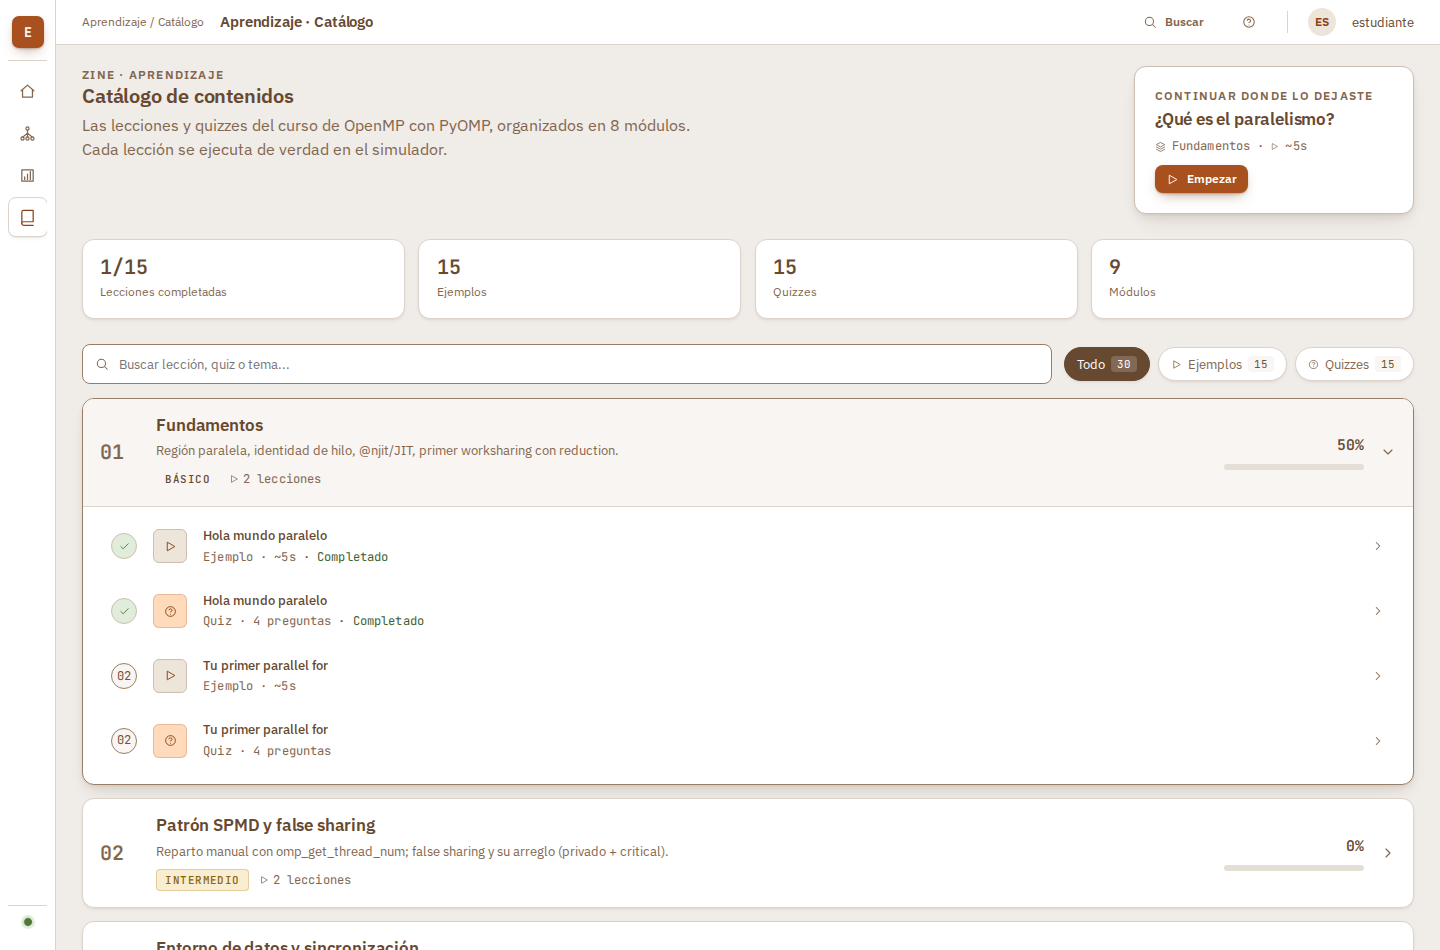 E
Aprendizaje / Catálogo
Aprendizaje · Catálogo
Buscar
ES
estudiante
ZINE · APRENDIZAJE
Catálogo de contenidos
Las lecciones y quizzes del curso de OpenMP con PyOMP, organizados en 8 módulos.
Cada lección se ejecuta de verdad en el simulador.
CONTINUAR DONDE LO DEJASTE
¿Qué es el paralelismo?
Fundamentos · ~5s
Empezar
1/15
Lecciones completadas
15
Ejemplos
15
Quizzes
9
Módulos
Buscar lección, quiz o tema...
Todo 30
Ejemplos 15
Quizzes 15
01
Fundamentos
Región paralela, identidad de hilo, @njit/JIT, primer worksharing con reduction.
BÁSICO
2 lecciones
50%
Hola mundo paralelo
Ejemplo · ~5s · Completado
Hola mundo paralelo
Quiz · 4 preguntas · Completado
02
Tu primer parallel for
Ejemplo · ~5s
02
Tu primer parallel for
Quiz · 4 preguntas
02
Patrón SPMD y false sharing
Reparto manual con omp_get_thread_num; false sharing y su arreglo (privado + critical).
INTERMEDIO
2 lecciones
0%
Entorno de datos y sincronización